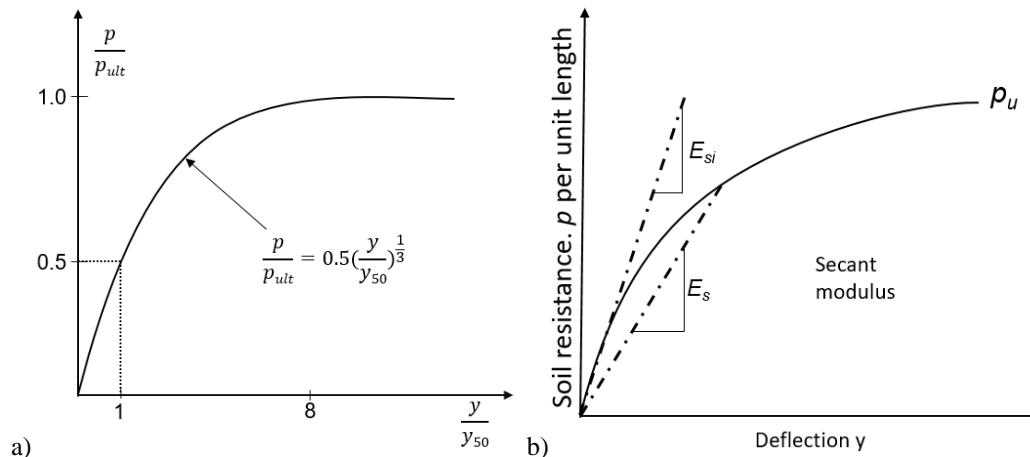 p/p_ult
1.0
0.5
p/p_ult = 0.5(y/y_50)^(1/3)
1
8
y/y_50
a)
Soil resistance. p per unit length
p_u
E_si
E_s
Secant
modulus
Deflection y
b)